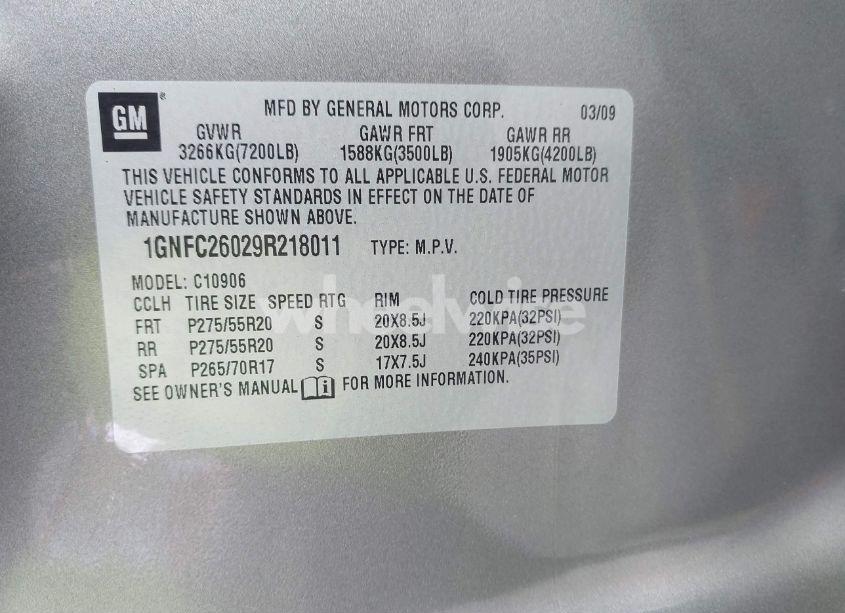 GM
MFD BY GENERAL MOTORS CORP. 03/09
GVWR GAWR FRT GAWR RR
3266KG(7200LB) 1588KG(3500LB) 1905KG(4200LB)
THIS VEHICLE CONFORMS TO ALL APPLICABLE U.S. FEDERAL MOTOR
VEHICLE SAFETY STANDARDS IN EFFECT ON THE DATE OF
MANUFACTURE SHOWN ABOVE.
1GNFC26029R218011 TYPE: M.P.V.
MODEL: C10906
CCLH TIRE SIZE SPEED RTG RIM COLD TIRE PRESSURE
FRT P275/55R20 S 20X8.5J 220KPA(32PSI)
RR P275/55R20 S 20X8.5J 220KPA(32PSI)
SPA P265/70R17 S 17X7.5J 240KPA(35PSI)
SEE OWNER'S MANUAL FOR MORE INFORMATION.